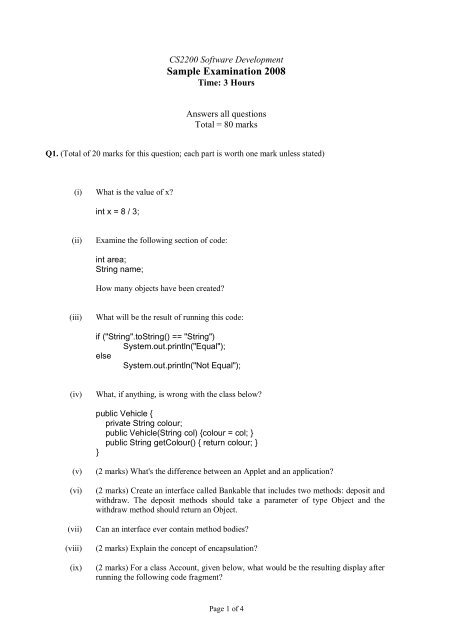 CS2200 Software Development
Sample Examination 2008
Time: 3 Hours
Answers all questions
Total = 80 marks
Q1. (Total of 20 marks for this question; each part is worth one mark unless stated)
(i) What is the value of x?
int x = 8 / 3;
(ii) Examine the following section of code:
int area;
String name;
How many objects have been created?
(iii) What will be the result of running this code:
if ("String".toString() == "String")
System.out.println("Equal");
else
System.out.println("Not Equal");
(iv) What, if anything, is wrong with the class below?
public Vehicle {
private String colour;
public Vehicle(String col) {colour = col; }
public String getColour() { return colour; }
}
(v) (2 marks) What's the difference between an Applet and an application?
(vi) (2 marks) Create an interface called Bankable that includes two methods: deposit and
withdraw. The deposit methods should take a parameter of type Object and the
withdraw method should return an Object.
(vii) Can an interface ever contain method bodies?
(viii) (2 marks) Explain the concept of encapsulation?
(ix) (2 marks) For a class Account, given below, what would be the resulting display after
running the following code fragment?
Page 1 of 4